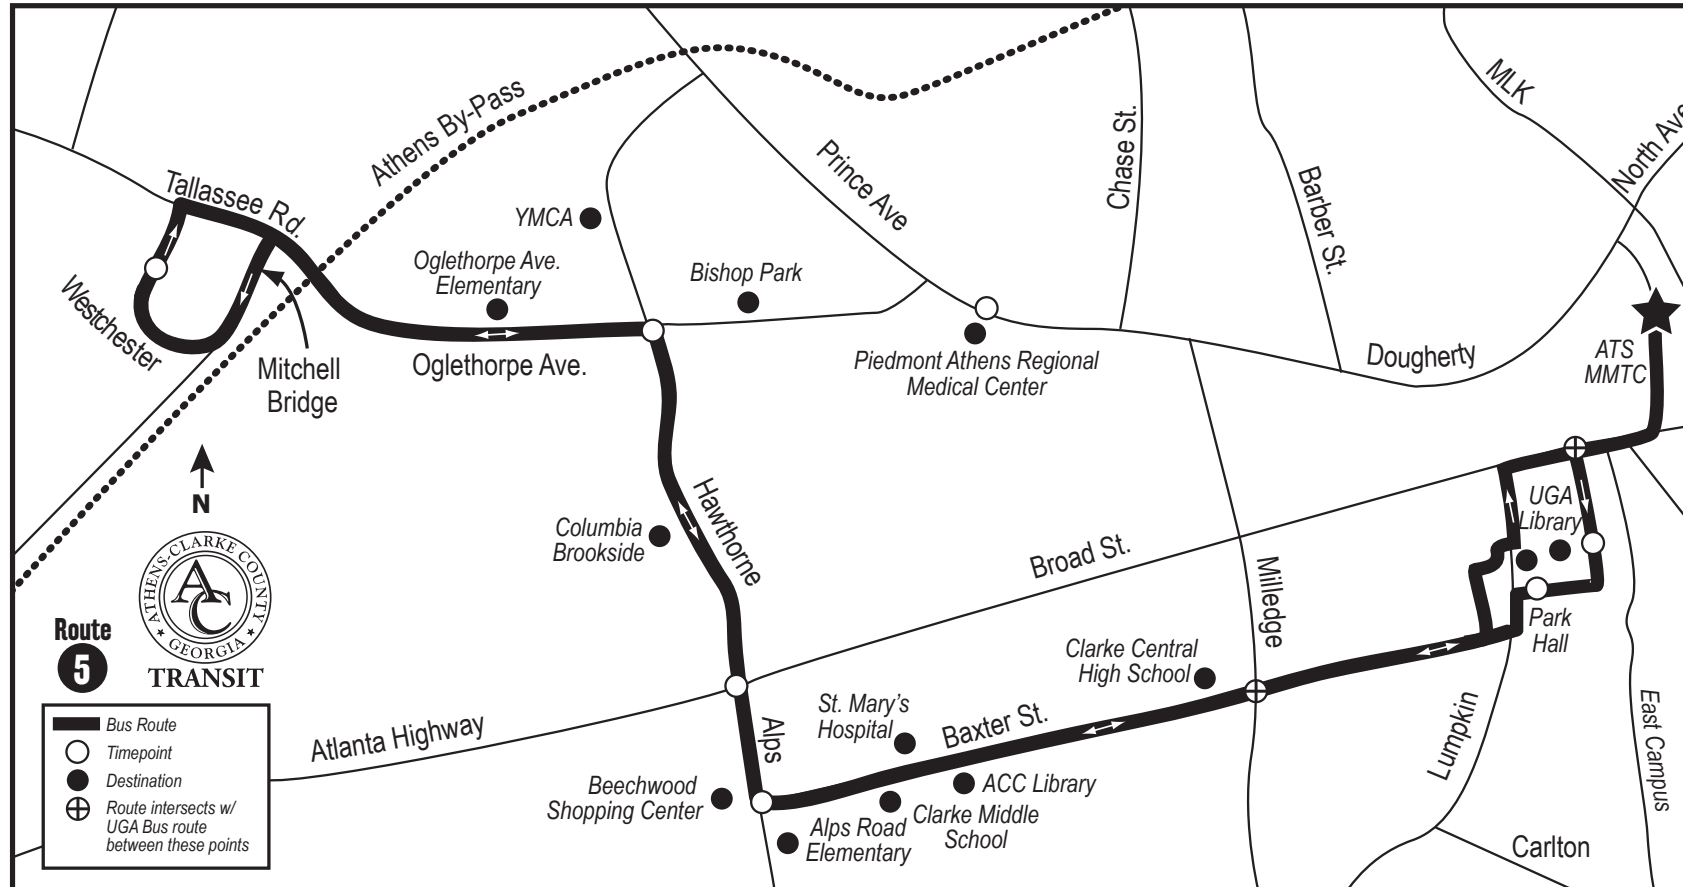 MLK
North Ave
Athens By-Pass
Chase St.
Prince Ave
Barber St.
Tallassee Rd.
YMCA
Oglethorpe Ave.
Elementary
Bishop Park
Westchester
Mitchell
Bridge
Oglethorpe Ave.
Piedmont Athens Regional
Medical Center
Dougherty
ATS
MMTC
N
Hawthorne
Columbia
Brookside
UGA
Library
Broad St.
Milledge
Park
Hall
ATHENS-CLARKE COUNTY
AC
GEORGIA
TRANSIT
Route
5
Clarke Central
High School
St. Mary's
Hospital
Baxter St.
Alps
Atlanta Highway
Lumpkin
East Campus
Beechwood
Shopping Center
ACC Library
Clarke Middle
School
Alps Road
Elementary
Carlton
Bus Route
Timepoint
Destination
Route intersects w/
UGA Bus route
between these points